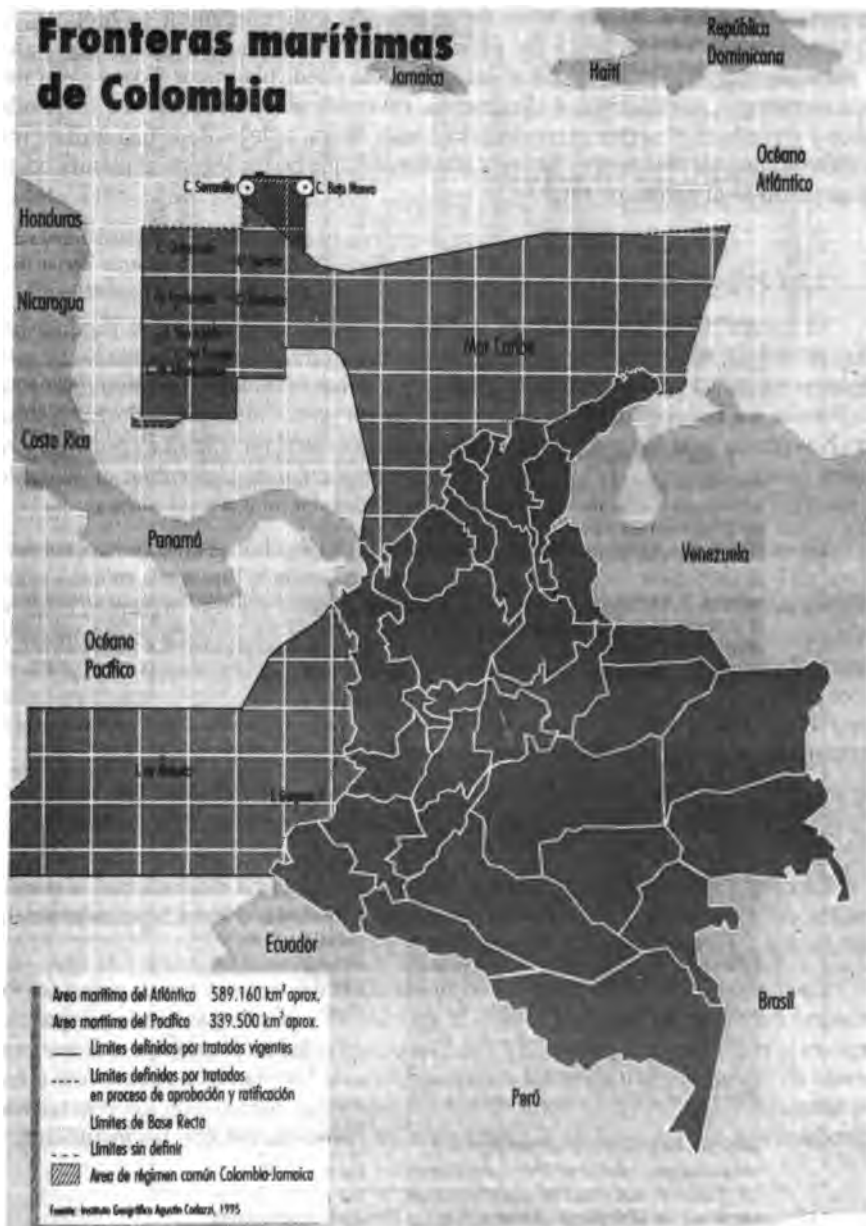 Fronteras marítimas
de Colombia
Jamaica
Haití
República
Dominicana
Océano
Atlántico
C. Serranilla
C. Bajo Nuevo
Honduras
Nicaragua
Mar Caribe
Costa Rica
Panamá
Venezuela
Océano
Pacífico
Ecuador
Brasil
Perú
Area marítima del Atlántico 589.160 km² aprox.
Area marítima del Pacífico 339.500 km² aprox.
Límites definidos por tratados vigentes
Límites definidos por tratados
en proceso de aprobación y ratificación
Límites de Base Recta
Límites sin definir
Area de régimen común Colombia-Jamaica
Fuente: Instituto Geográfico Agustín Codazzi, 1995